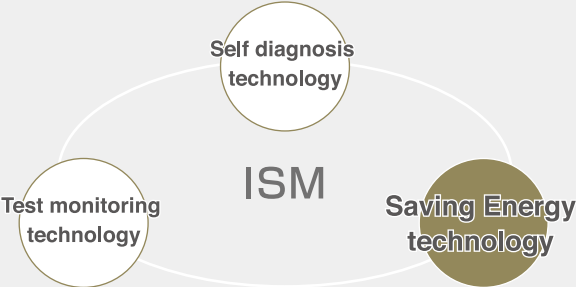 Self diagnosis
technology
ISM
Test monitoring
technology
Saving Energy
technology